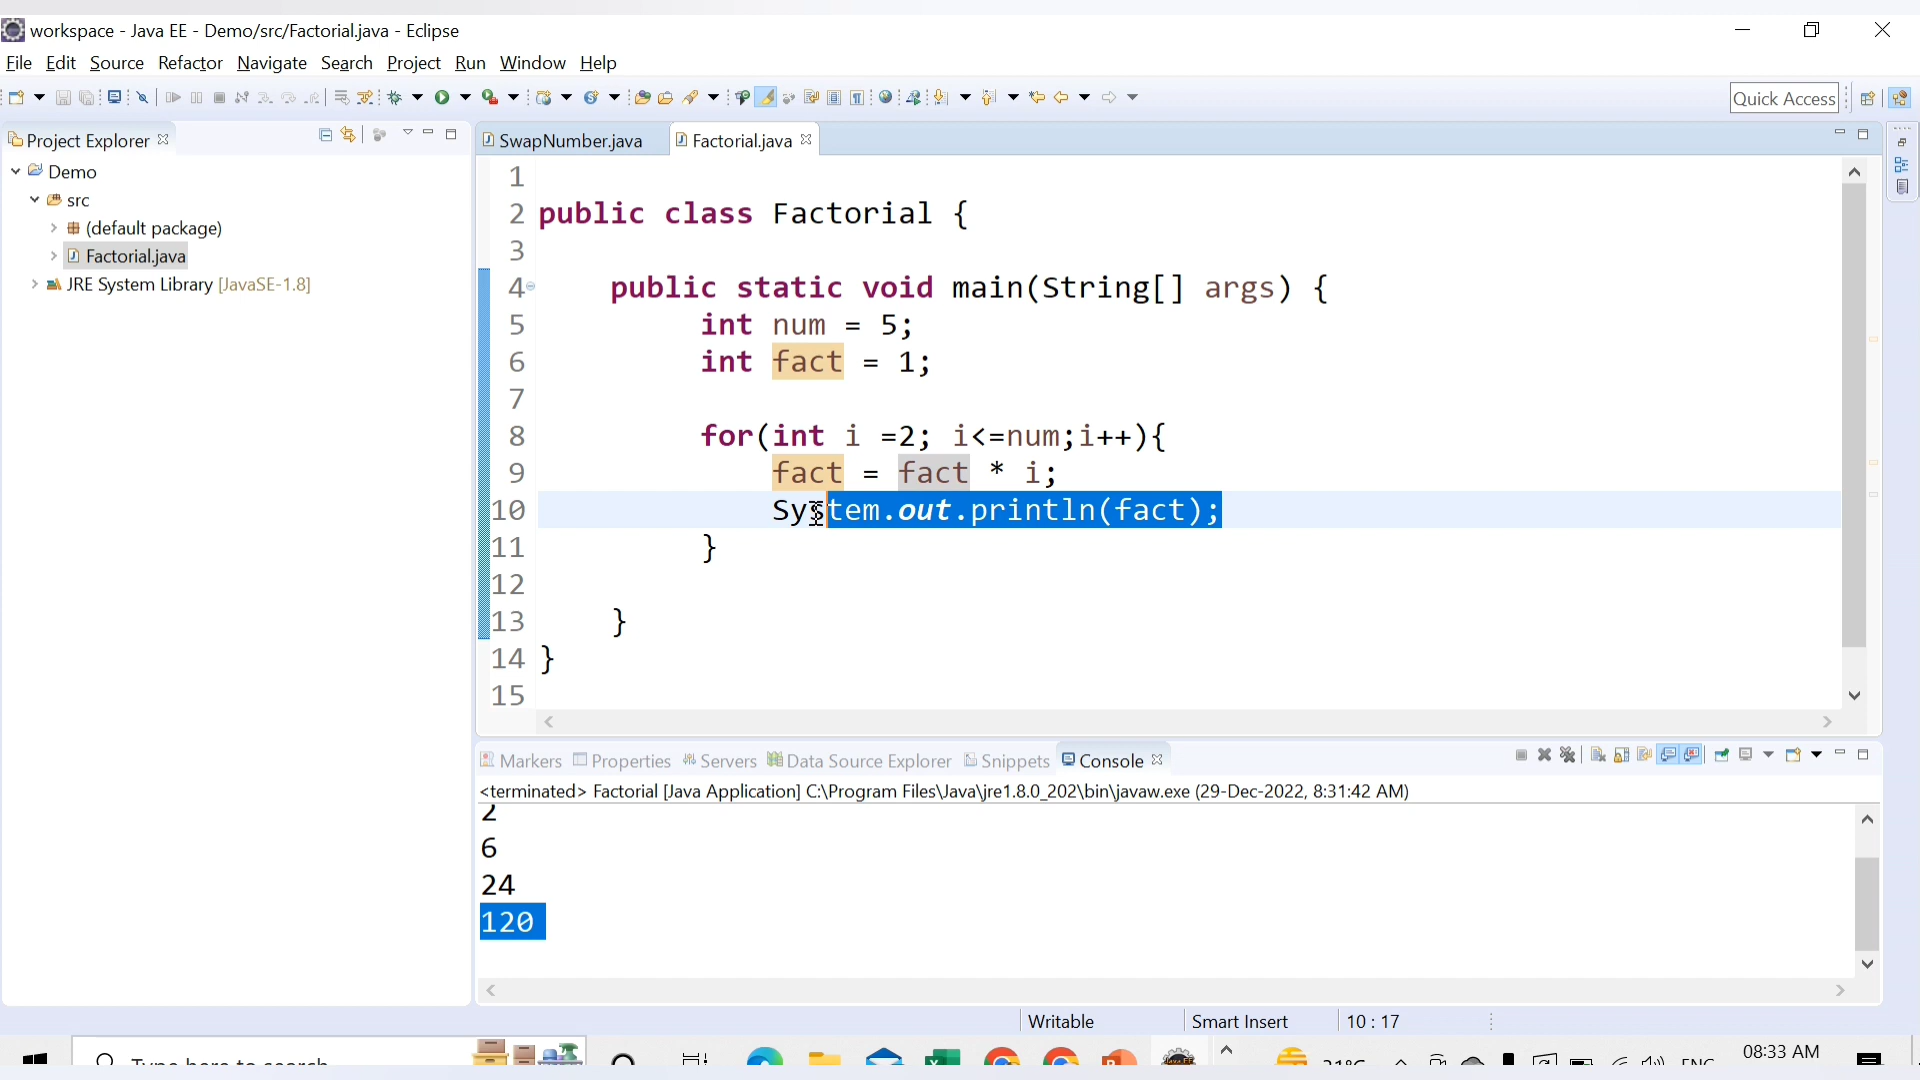 workspace - Java EE - Demo/src/Factorial.java - Eclipse
File Edit Source Refactor Navigate Search Project Run Window Help
Quick Access
Project Explorer
SwapNumber.java Factorial.java
Demo
src
(default package)
Factorial.java
JRE System Library [JavaSE-1.8]
1
2 public class Factorial {
3
4 public static void main(String[] args) {
5 int num = 5;
6 int fact = 1;
7
8 for(int i =2; i<=num;i++){
9 fact = fact * i;
10 System.out.println(fact);
11 }
12
13 }
14 }
15
Markers Properties Servers Data Source Explorer Snippets Console
<terminated> Factorial [Java Application] C:\Program Files\Java\jre1.8.0_202\bin\javaw.exe (29-Dec-2022, 8:31:42 AM)
2
6
24
120
Writable Smart Insert 10 : 17
Type here to search
08:33 AM